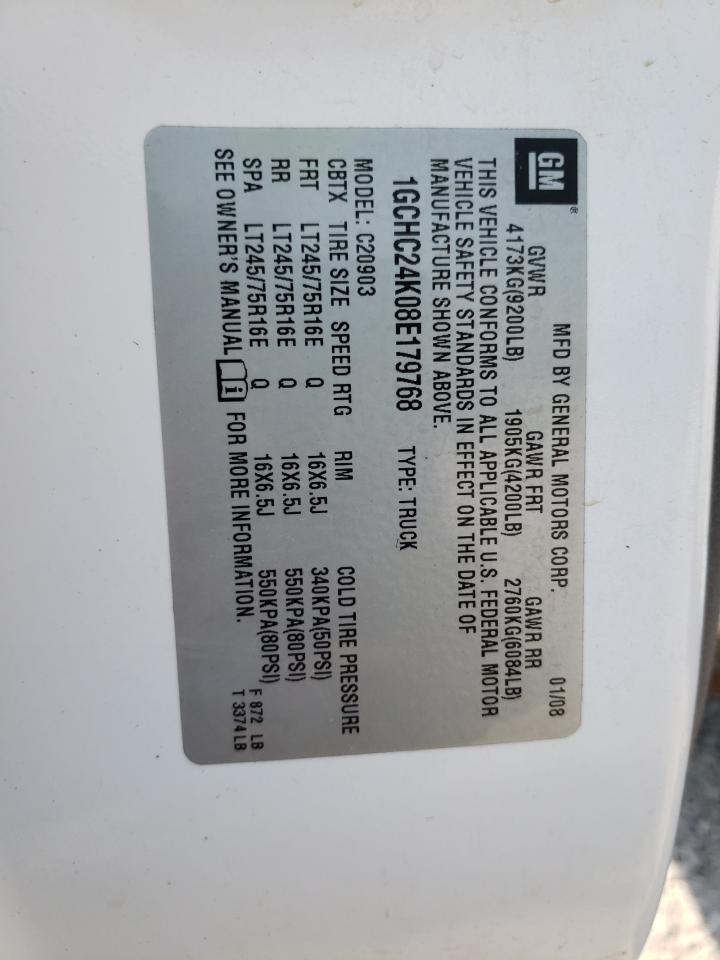 GM® MFD BY GENERAL MOTORS CORP. 01/08
GVWR GAWR FRT GAWR RR
4173KG(9200LB) 1905KG(4200LB) 2760KG(6084LB)
THIS VEHICLE CONFORMS TO ALL APPLICABLE U.S. FEDERAL MOTOR
VEHICLE SAFETY STANDARDS IN EFFECT ON THE DATE OF
MANUFACTURE SHOWN ABOVE.
1GCHC24K08E179768 TYPE: TRUCK
MODEL: C20903
CBTX TIRE SIZE SPEED RTG RIM COLD TIRE PRESSURE
FRT LT245/75R16E Q 16X6.5J 340KPA(50PSI)
RR LT245/75R16E Q 16X6.5J 550KPA(80PSI)
SPA LT245/75R16E Q 16X6.5J 550KPA(80PSI)
SEE OWNER'S MANUAL i FOR MORE INFORMATION.
F 872 LB
T 3374 LB